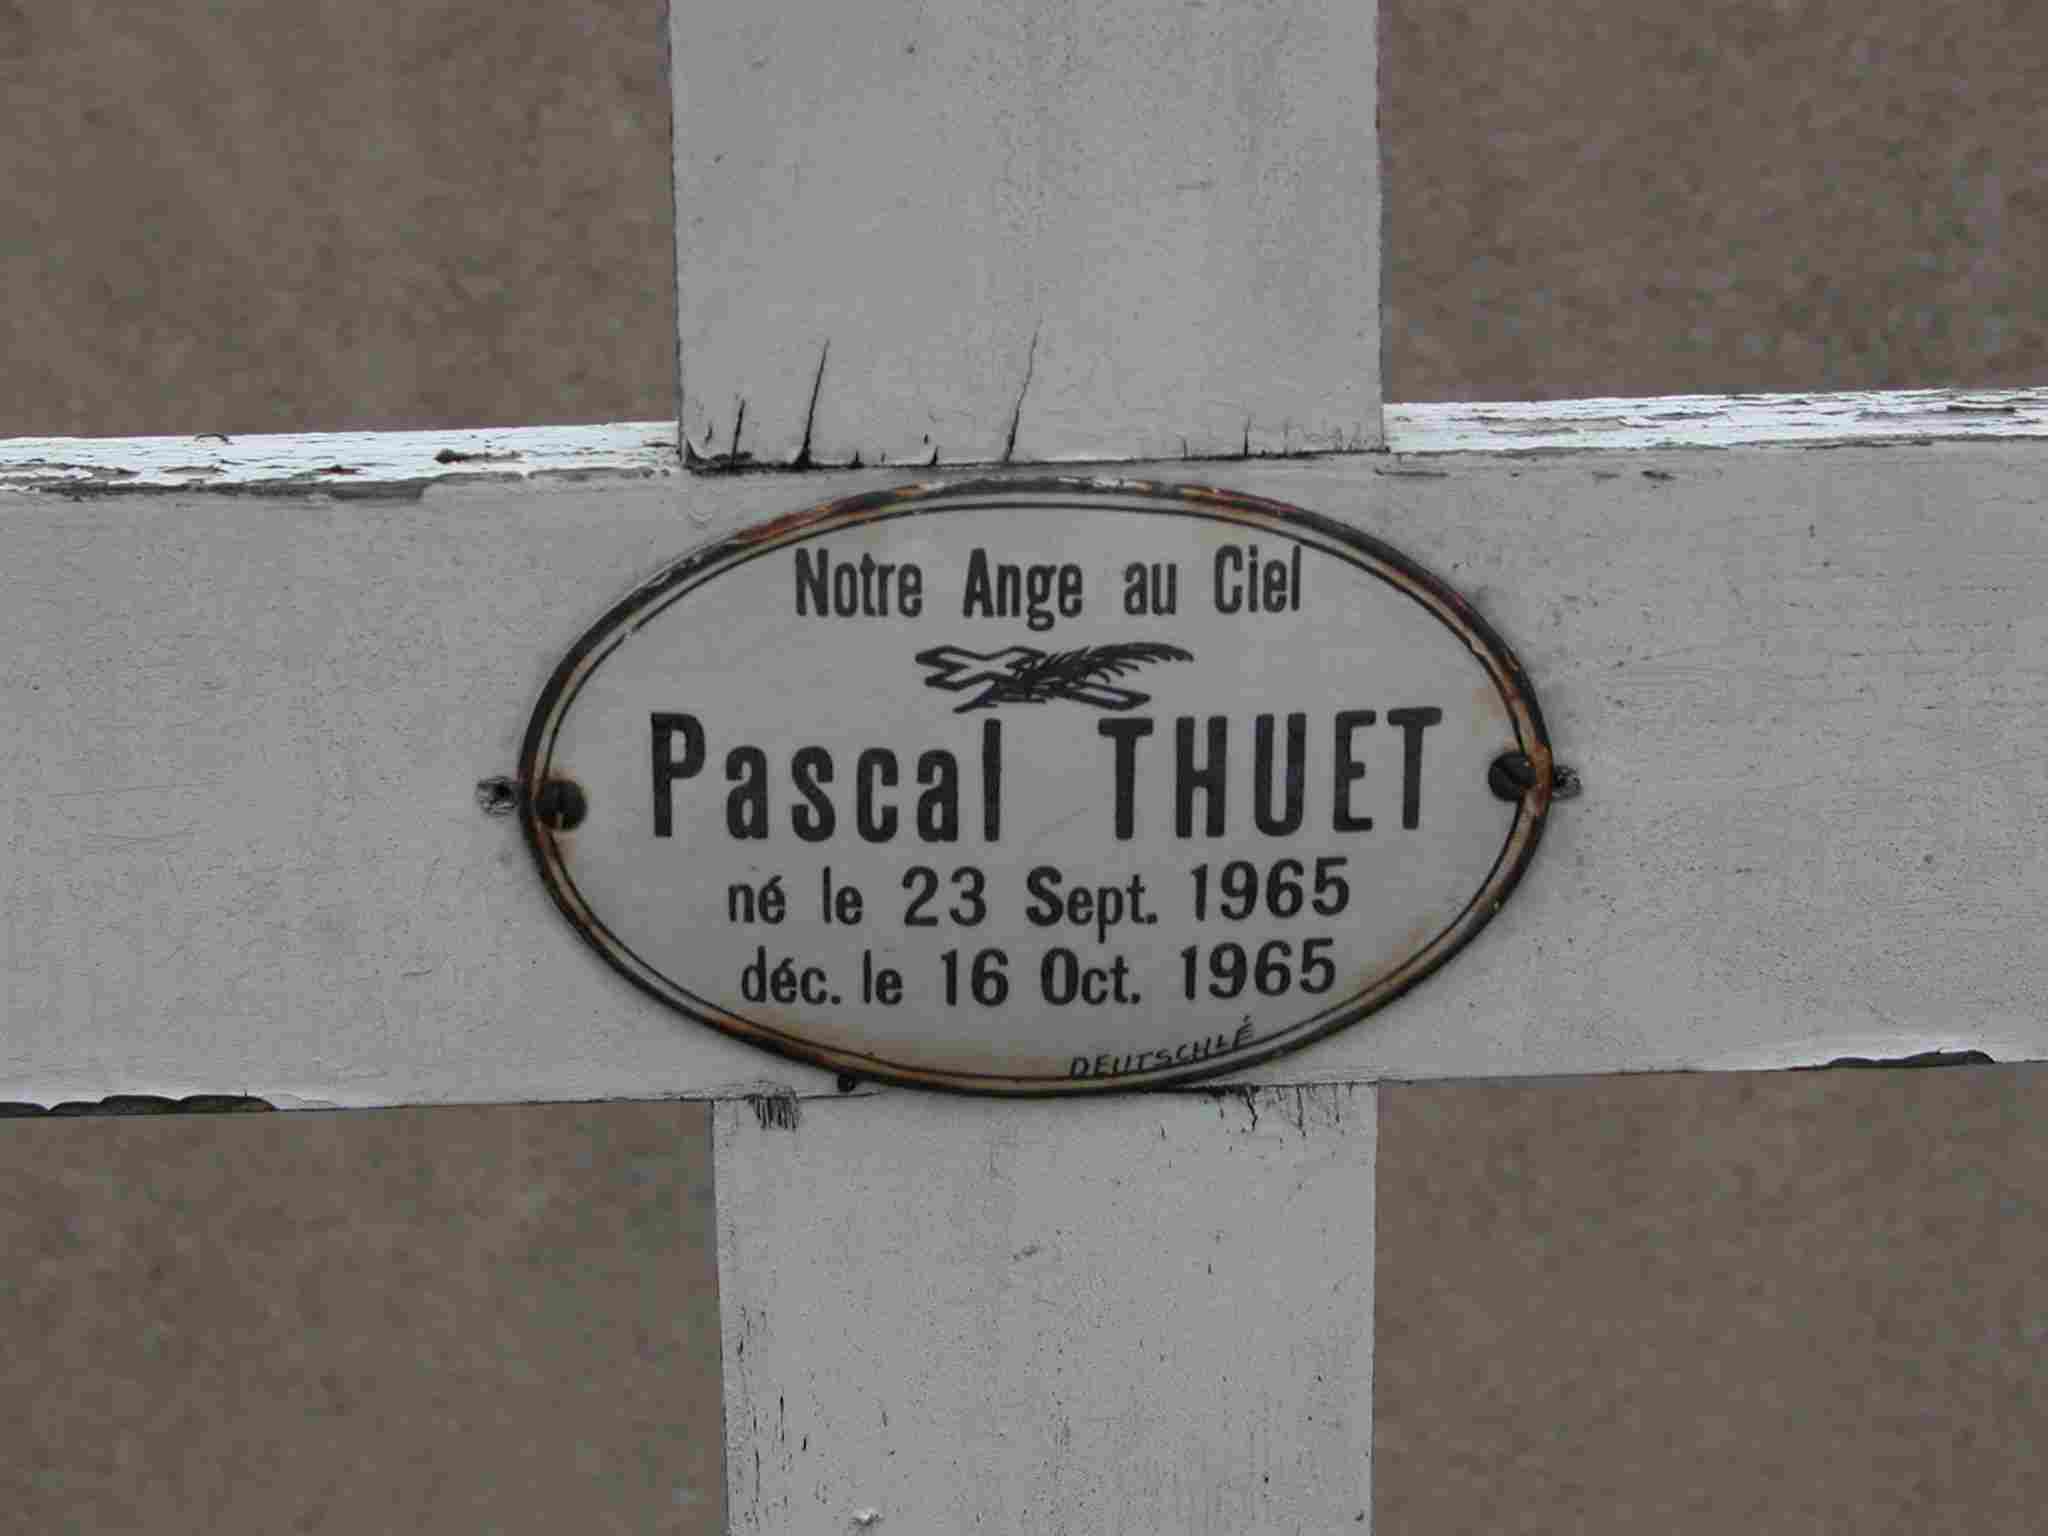 Notre Ange au Ciel
Pascal THUET
né le 23 Sept. 1965
déc. le 16 Oct. 1965
DEUTSCHLÉ